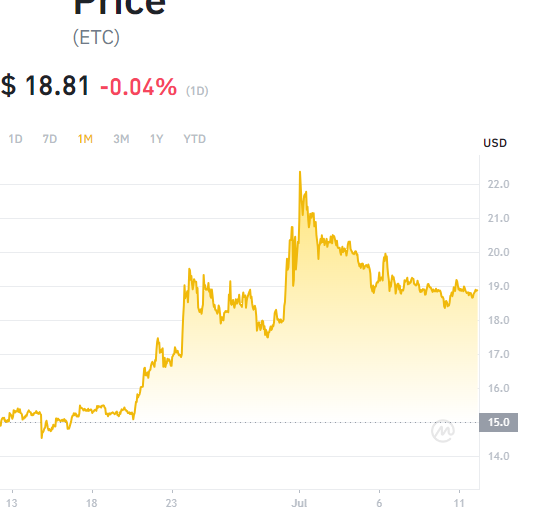 Price
(ETC)
$ 18.81 -0.04% (1D)
1D 7D 1M 3M 1Y YTD
USD
22.0
21.0
20.0
19.0
18.0
17.0
16.0
15.0
14.0
13 18 23 Jul 6 11